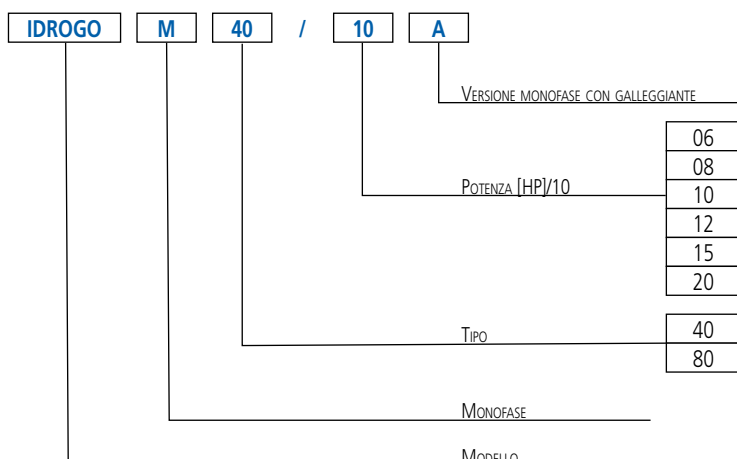 IDROGO M 40 / 10 A
Versione monofase con galleggiante
06
08
Potenza [HP]/10
10
12
15
20
Tipo
40
80
Monofase
Modello